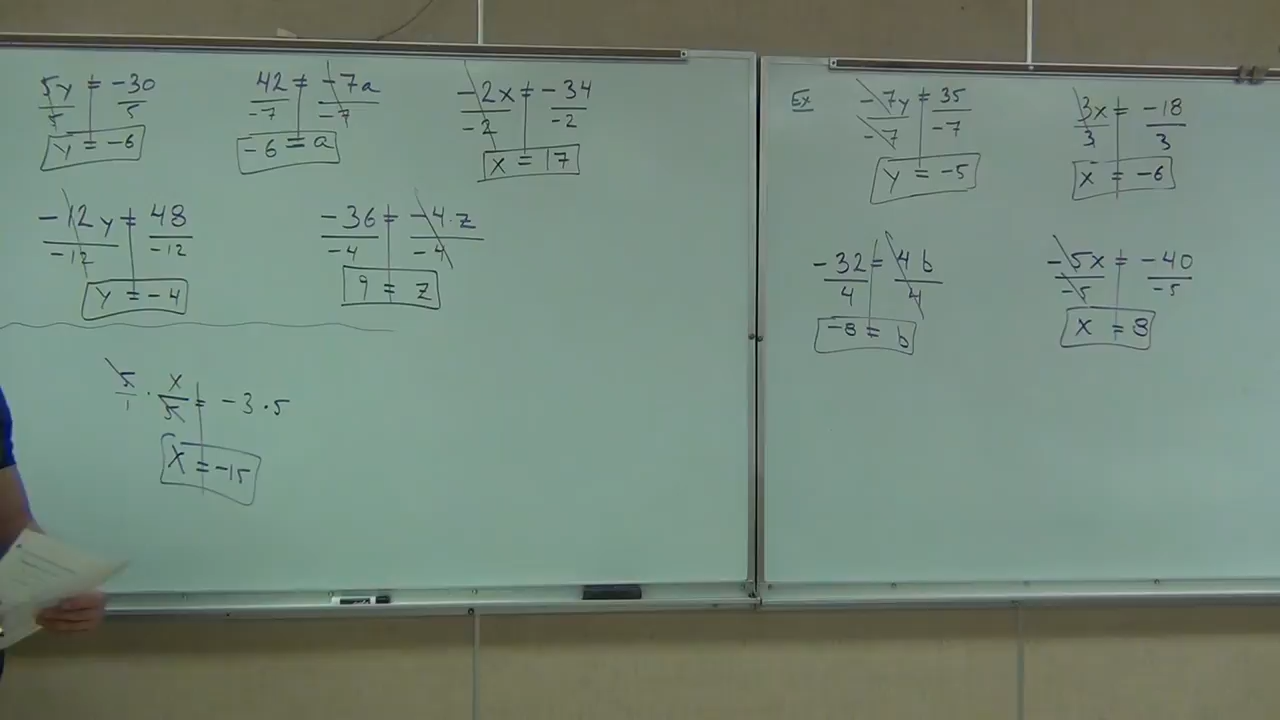 5y = -30
5 5
y = -6
42 = -7a
-7 -7
-6 = a
-2x = -34
-2 -2
x = 17
-12y = 48
-12 -12
y = -4
-36 = -4·z
-4 -4
9 = z
5/1 · x/5 = -3·5
x = -15
Ex
-7y = 35
-7 -7
y = -5
3x = -18
3 3
x = -6
-32 = 4b
4 4
-8 = b
-5x = -40
-5 -5
x = 8